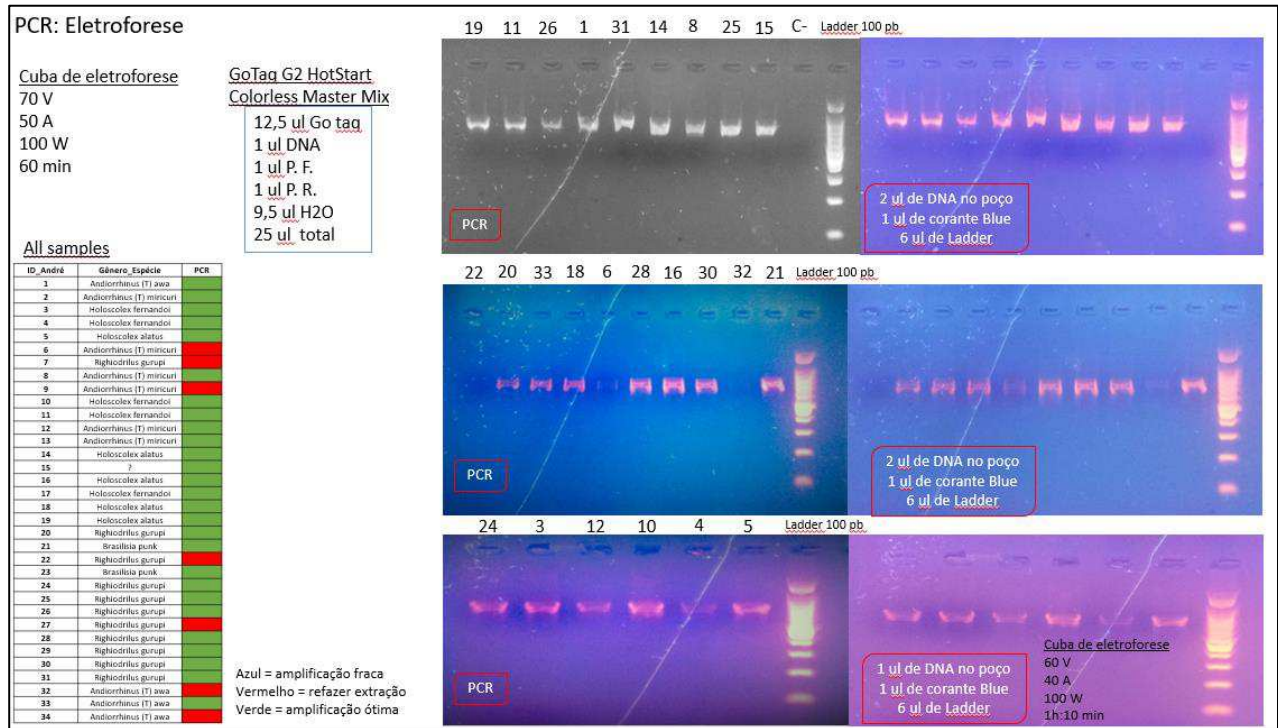 PCR: Eletroforese
Cuba de eletroforese
70 V
50 A
100 W
60 min
GoTaq G2 HotStart
Colorless Master Mix
12,5 ul Go taq
1 ul DNA
1 ul P. F.
1 ul P. R.
9,5 ul H2O
25 ul total
All samples
ID_André Gênero_Espécie PCR
1 Andiorrhinus (T) awa
2 Andiorrhinus (T) miricuri
3 Holoscolex fernandoi
4 Holoscolex fernandoi
5 Holoscolex alatus
6 Andiorrhinus (T) miricuri
7 Righiodrilus gurupi
8 Andiorrhinus (T) miricuri
9 Andiorrhinus (T) miricuri
10 Holoscolex fernandoi
11 Holoscolex fernandoi
12 Andiorrhinus (T) miricuri
13 Andiorrhinus (T) miricuri
14 Holoscolex alatus
15 ?
16 Holoscolex alatus
17 Holoscolex fernandoi
18 Holoscolex alatus
19 Holoscolex alatus
20 Righiodrilus gurupi
21 Brasilisia punk
22 Righiodrilus gurupi
23 Brasilisia punk
24 Righiodrilus gurupi
25 Righiodrilus gurupi
26 Righiodrilus gurupi
27 Righiodrilus gurupi
28 Righiodrilus gurupi
29 Righiodrilus gurupi
30 Righiodrilus gurupi
31 Righiodrilus gurupi
32 Andiorrhinus (T) awa
33 Andiorrhinus (T) awa
34 Andiorrhinus (T) awa
Azul = amplificação fraca
Vermelho = refazer extração
Verde = amplificação ótima
19 11 26 1 31 14 8 25 15 C- Ladder 100 pb
PCR
2 ul de DNA no poço
1 ul de corante Blue
6 ul de Ladder
22 20 33 18 6 28 16 30 32 21 Ladder 100 pb
PCR
2 ul de DNA no poço
1 ul de corante Blue
6 ul de Ladder
24 3 12 10 4 5 Ladder 100 pb
PCR
1 ul de DNA no poço
1 ul de corante Blue
6 ul de Ladder
Cuba de eletroforese
60 V
40 A
100 W
1h:10 min